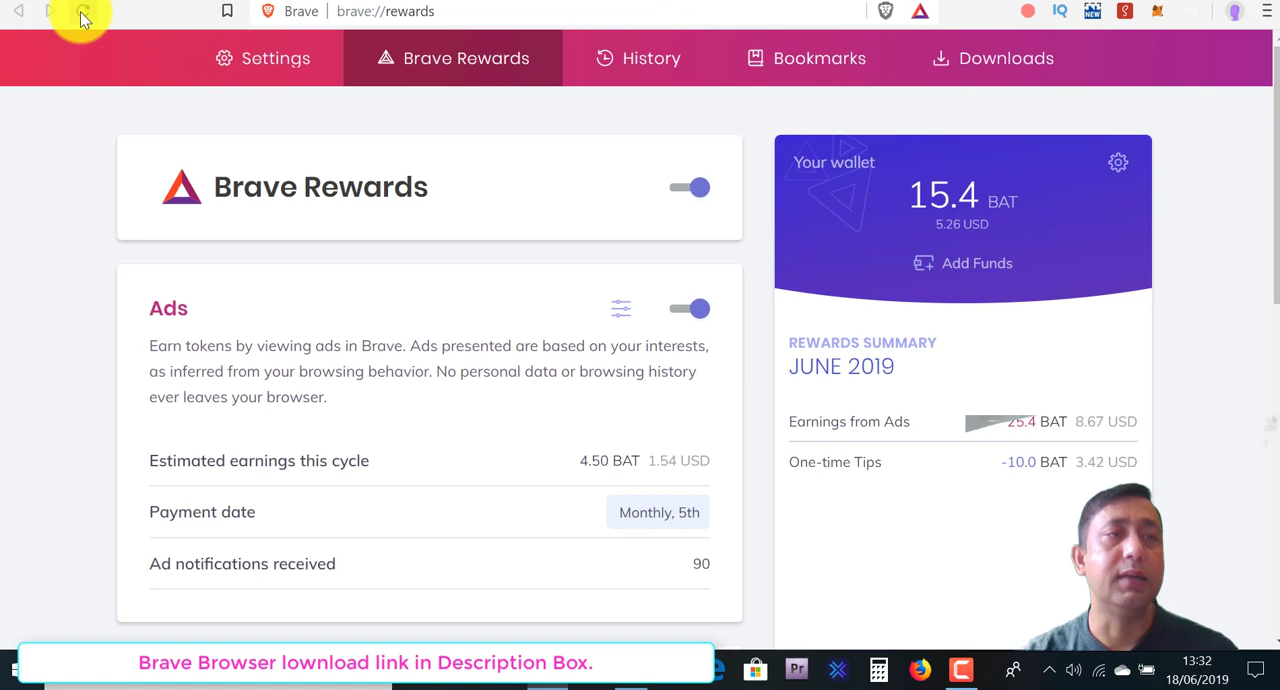 Brave
brave://rewards
IQ
NEW
Settings
Brave Rewards
History
Bookmarks
Downloads
Brave Rewards
Your wallet
15.4 BAT
5.26 USD
Add Funds
Ads
Earn tokens by viewing ads in Brave. Ads presented are based on your interests,
as inferred from your browsing behavior. No personal data or browsing history
ever leaves your browser.
Estimated earnings this cycle 4.50 BAT 1.54 USD
Payment date Monthly, 5th
Ad notifications received 90
REWARDS SUMMARY
JUNE 2019
Earnings from Ads 25.4 BAT 8.67 USD
One-time Tips -10.0 BAT 3.42 USD
Brave Browser lownload link in Description Box.
Pr
13:32
18/06/2019